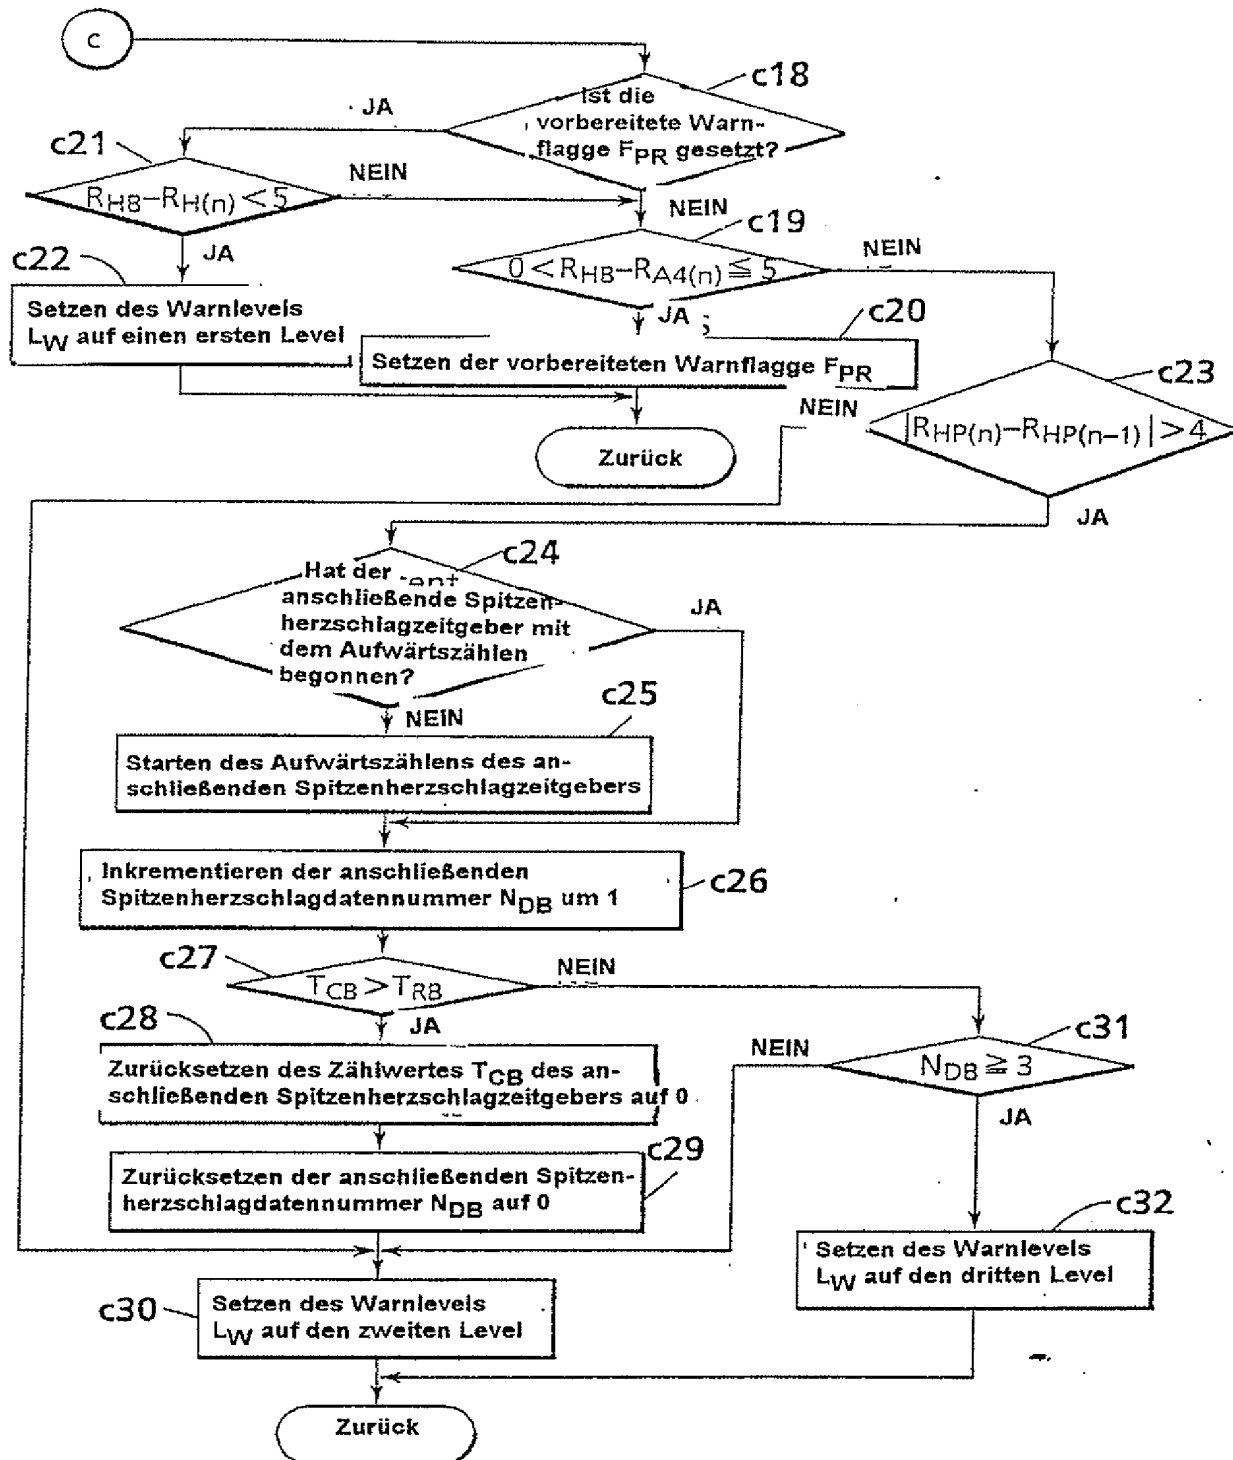 c
c18
Ist die
vorbereitete Warn-
flagge FPR gesetzt?
JA
c21
RHB–RH(n) < 5
NEIN
NEIN
JA
c19
0 < RHB–RA4(n) ≦ 5
NEIN
c22
Setzen des Warnlevels
LW auf einen ersten Level
JA
c20
Setzen der vorbereiteten Warnflagge FPR
c23
|RHP(n)–RHP(n–1)| > 4
NEIN
Zurück
JA
c24
Hat der
anschließende Spitzen-
herzschlagzeitgeber mit
dem Aufwärtszählen
begonnen?
JA
NEIN
c25
Starten des Aufwärtszählens des an-
schließenden Spitzenherzschlagzeitgebers
Inkrementieren der anschließenden
Spitzenherzschlagdatennummer NDB um 1
c26
c27
TCB > TRB
NEIN
JA
c28
Zurücksetzen des Zählwertes TCB des an-
schließenden Spitzenherzschlagzeitgebers auf 0
c31
NDB ≧ 3
NEIN
JA
Zurücksetzen der anschließenden Spitzen-
herzschlagdatennummer NDB auf 0
c29
c32
Setzen des Warnlevels
LW auf den dritten Level
c30
Setzen des Warnlevels
LW auf den zweiten Level
Zurück